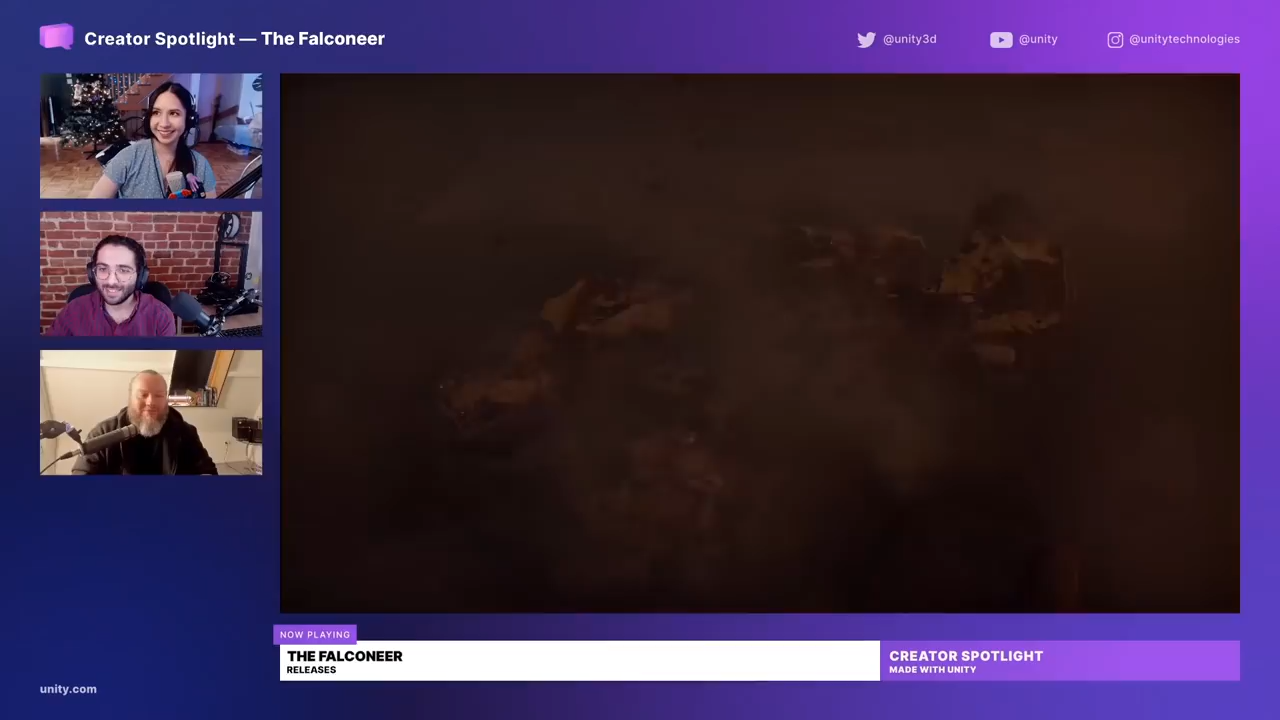 Creator Spotlight — The Falconeer
@unity3d
@unity
@unitytechnologies
NOW PLAYING
THE FALCONEER
RELEASES
CREATOR SPOTLIGHT
MADE WITH UNITY
unity.com